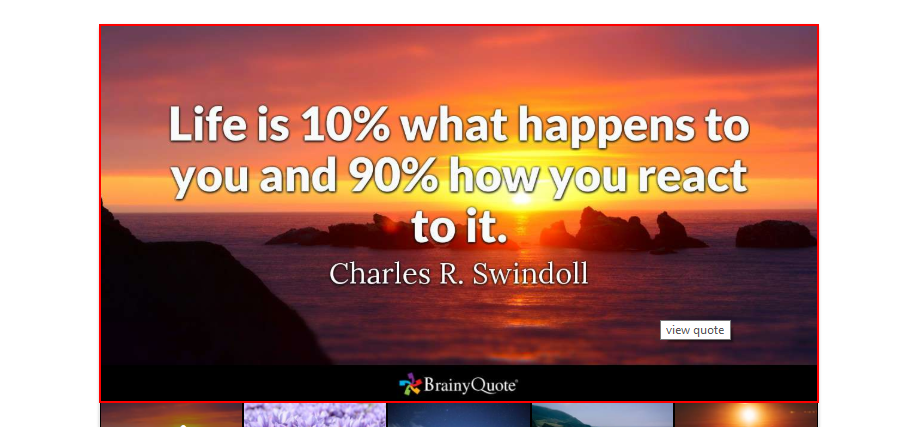 Life is 10% what happens to
you and 90% how you react
to it.
Charles R. Swindoll
view quote
BrainyQuote